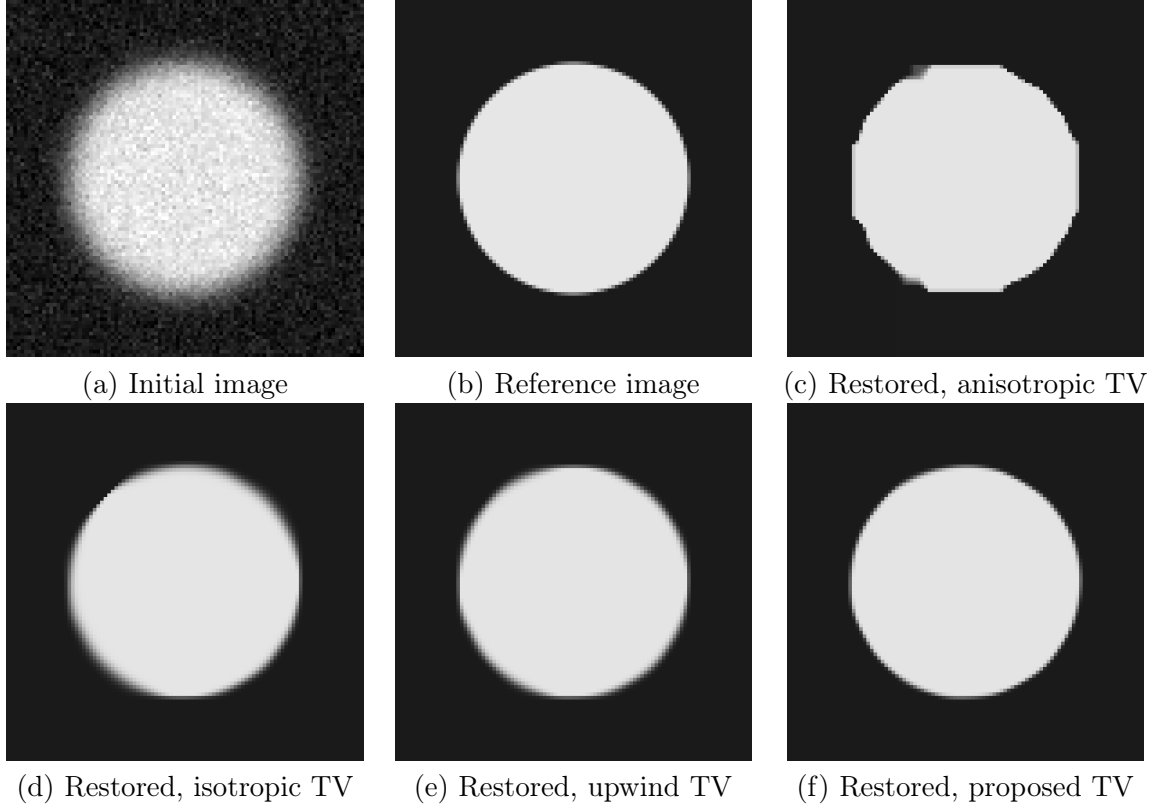 (a) Initial image
(b) Reference image
(c) Restored, anisotropic TV
(d) Restored, isotropic TV
(e) Restored, upwind TV
(f) Restored, proposed TV